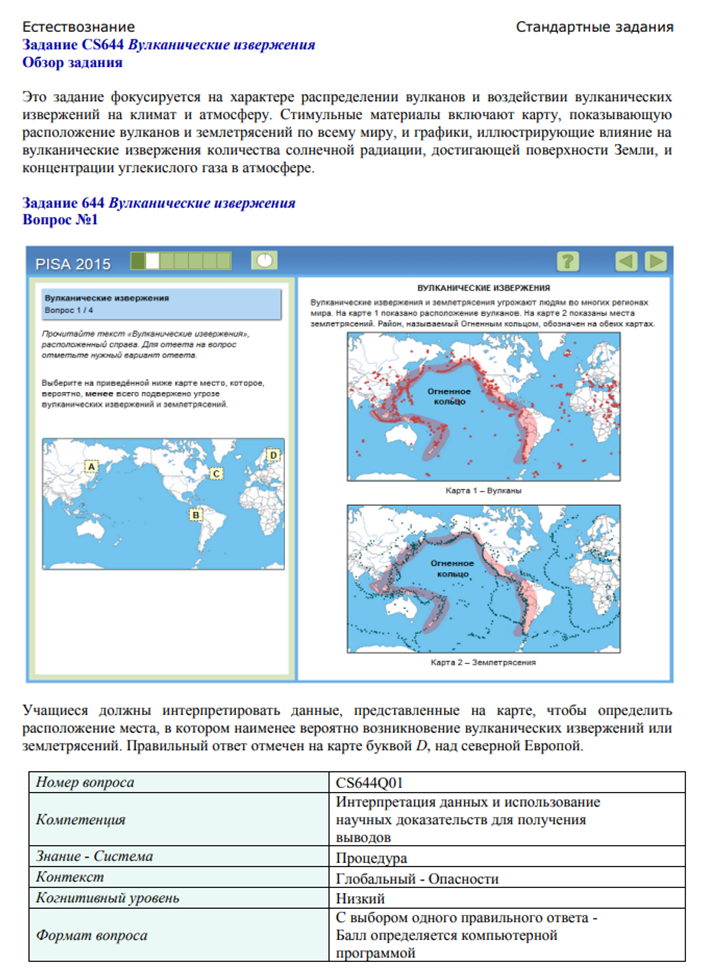 Естествознание
Стандартные задания
Задание CS644 Вулканические извержения
Обзор задания
Это задание фокусируется на характере распределении вулканов и воздействии вулканических
извержений на климат и атмосферу. Стимульные материалы включают карту, показывающую
расположение вулканов и землетрясений по всему миру, и графики, иллюстрирующие влияние на
вулканические извержения количества солнечной радиации, достигающей поверхности Земли, и
концентрации углекислого газа в атмосфере.
Задание 644 Вулканические извержения
Вопрос №1
PISA 2015
?
Вулканические извержения
Вопрос 1 / 4
Прочитайте текст «Вулканические извержения»,
расположенный справа. Для ответа на вопрос
отметьте нужный вариант ответа.
Выберите на приведённой ниже карте место, которое,
вероятно, менее всего подвержено угрозе
вулканических извержений и землетрясений.
A
B
C
D
ВУЛКАНИЧЕСКИЕ ИЗВЕРЖЕНИЯ
Вулканические извержения и землетрясения угрожают людям во многих регионах
мира. На карте 1 показано расположение вулканов. На карте 2 показаны места
землетрясений. Район, называемый Огненным кольцом, обозначен на обеих картах.
Огненное
кольцо
Карта 1 – Вулканы
Огненное
кольцо
Карта 2 – Землетрясения
Учащиеся должны интерпретировать данные, представленные на карте, чтобы определить
расположение места, в котором наименее вероятно возникновение вулканических извержений или
землетрясений. Правильный ответ отмечен на карте буквой D, над северной Европой.
Номер вопроса
CS644Q01
Компетенция
Интерпретация данных и использование
научных доказательств для получения
выводов
Знание - Система
Процедура
Контекст
Глобальный - Опасности
Когнитивный уровень
Низкий
Формат вопроса
С выбором одного правильного ответа -
Балл определяется компьютерной
программой